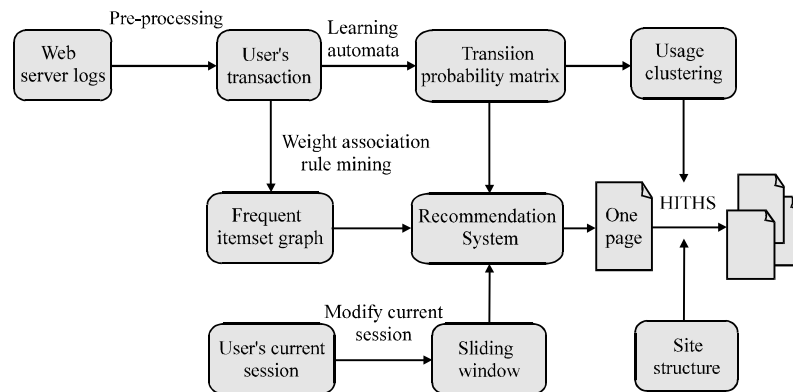 Pre-processing
Web
server logs
User's
transaction
Learning
automata
Transiion
probability matrix
Usage
clustering
Weight association
rule mining
Frequent
itemset graph
Recommendation
System
One
page
HITHS
Modify current
session
User's current
session
Sliding
window
Site
structure